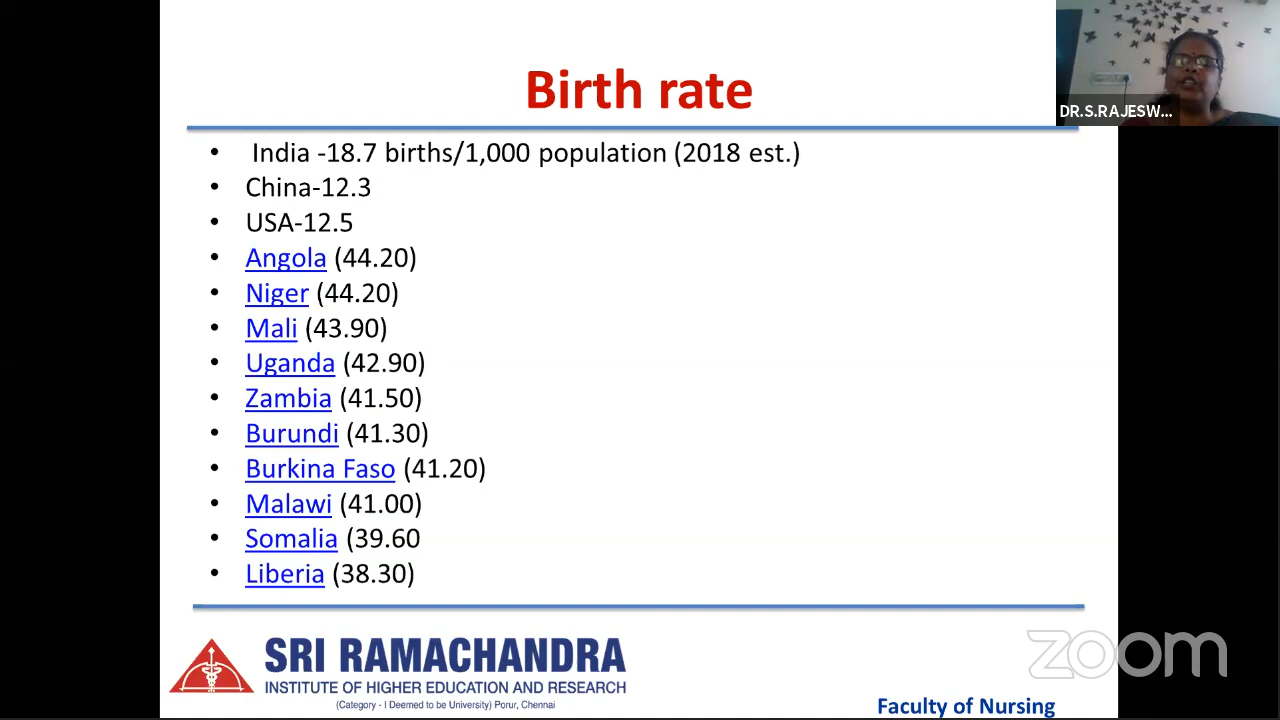 Birth rate
DR.S.RAJESW...
• India -18.7 births/1,000 population (2018 est.)
• China-12.3
• USA-12.5
• Angola (44.20)
• Niger (44.20)
• Mali (43.90)
• Uganda (42.90)
• Zambia (41.50)
• Burundi (41.30)
• Burkina Faso (41.20)
• Malawi (41.00)
• Somalia (39.60
• Liberia (38.30)
SRI RAMACHANDRA
INSTITUTE OF HIGHER EDUCATION AND RESEARCH
(Category - I Deemed to be University) Porur, Chennai
zoom
Faculty of Nursing